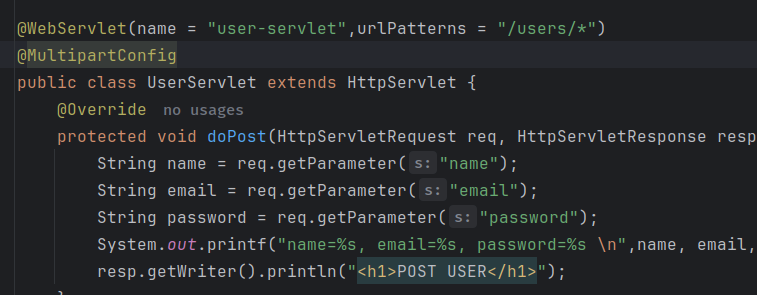 @WebServlet(name = "user-servlet",urlPatterns = "/users/*")
@MultipartConfig
public class UserServlet extends HttpServlet {
@Override no usages
protected void doPost(HttpServletRequest req, HttpServletResponse resp
String name = req.getParameter( s: "name");
String email = req.getParameter( s: "email");
String password = req.getParameter( s: "password");
System.out.printf("name=%s, email=%s, password=%s \n",name, email,
resp.getWriter().println("<h1>POST USER</h1>");